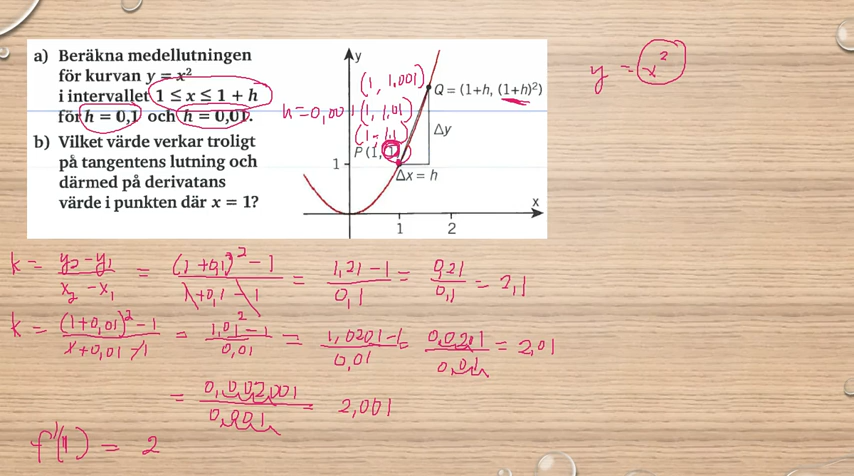 a) Beräkna medellutningen
för kurvan y = x²
i intervallet 1 ≤ x ≤ 1 + h
för h = 0,1 och h = 0,01.
b) Vilket värde verkar troligt
på tangentens lutning och
därmed på derivatans
värde i punkten där x = 1?
y
(1, 1,001)
Q = (1+h, (1+h)²)
h = 0,001 (1, 1,01)
(1, 1,1)
P (1, 1)
Δy
1
Δx = h
x
1 2
y = x²
k = (y₂ - y₁)/(x₂ - x₁) = ((1 + 0,1)² - 1)/(1 + 0,1 - 1) = (1,21 - 1)/0,1 = 0,21/0,1 = 2,1
k = ((1 + 0,01)² - 1)/(1 + 0,01 - 1) = (1,01² - 1)/0,01 = (1,0201 - 1)/0,01 = 0,0201/0,01 = 2,01
= 0,002001/0,001 = 2,001
f'(1) = 2